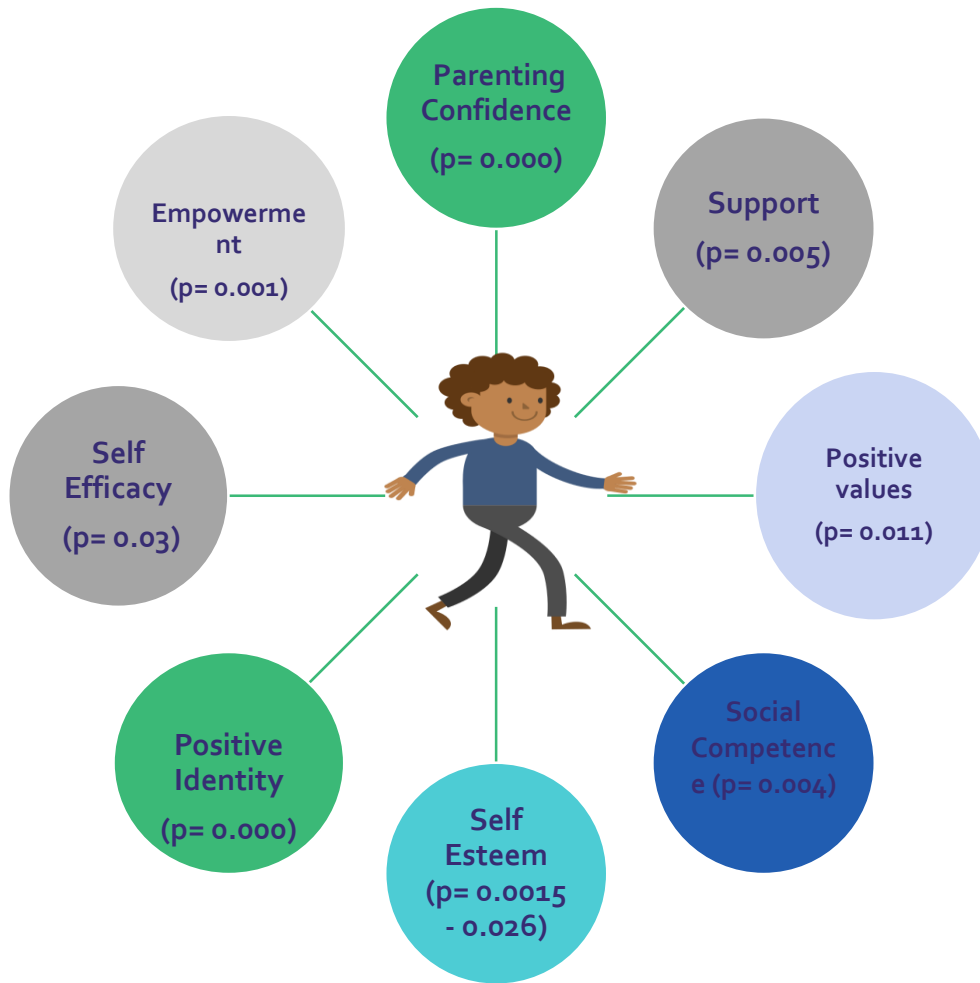 Parenting
Confidence
(p= 0.000)
Support
(p= 0.005)
Positive
values
(p= 0.011)
Social
Competenc
e (p= 0.004)
Self
Esteem
(p= 0.0015
- 0.026)
Positive
Identity
(p= 0.000)
Self
Efficacy
(p= 0.03)
Empowerme
nt
(p= 0.001)